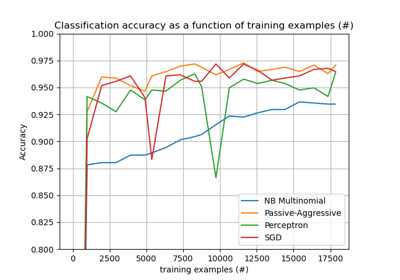 Classification accuracy as a function of training examples (#)
1.000
0.975
0.950
0.925
0.900
0.875
0.850
0.825
0.800
Accuracy
NB Multinomial
Passive-Aggressive
Perceptron
SGD
0 2500 5000 7500 10000 12500 15000 17500
training examples (#)